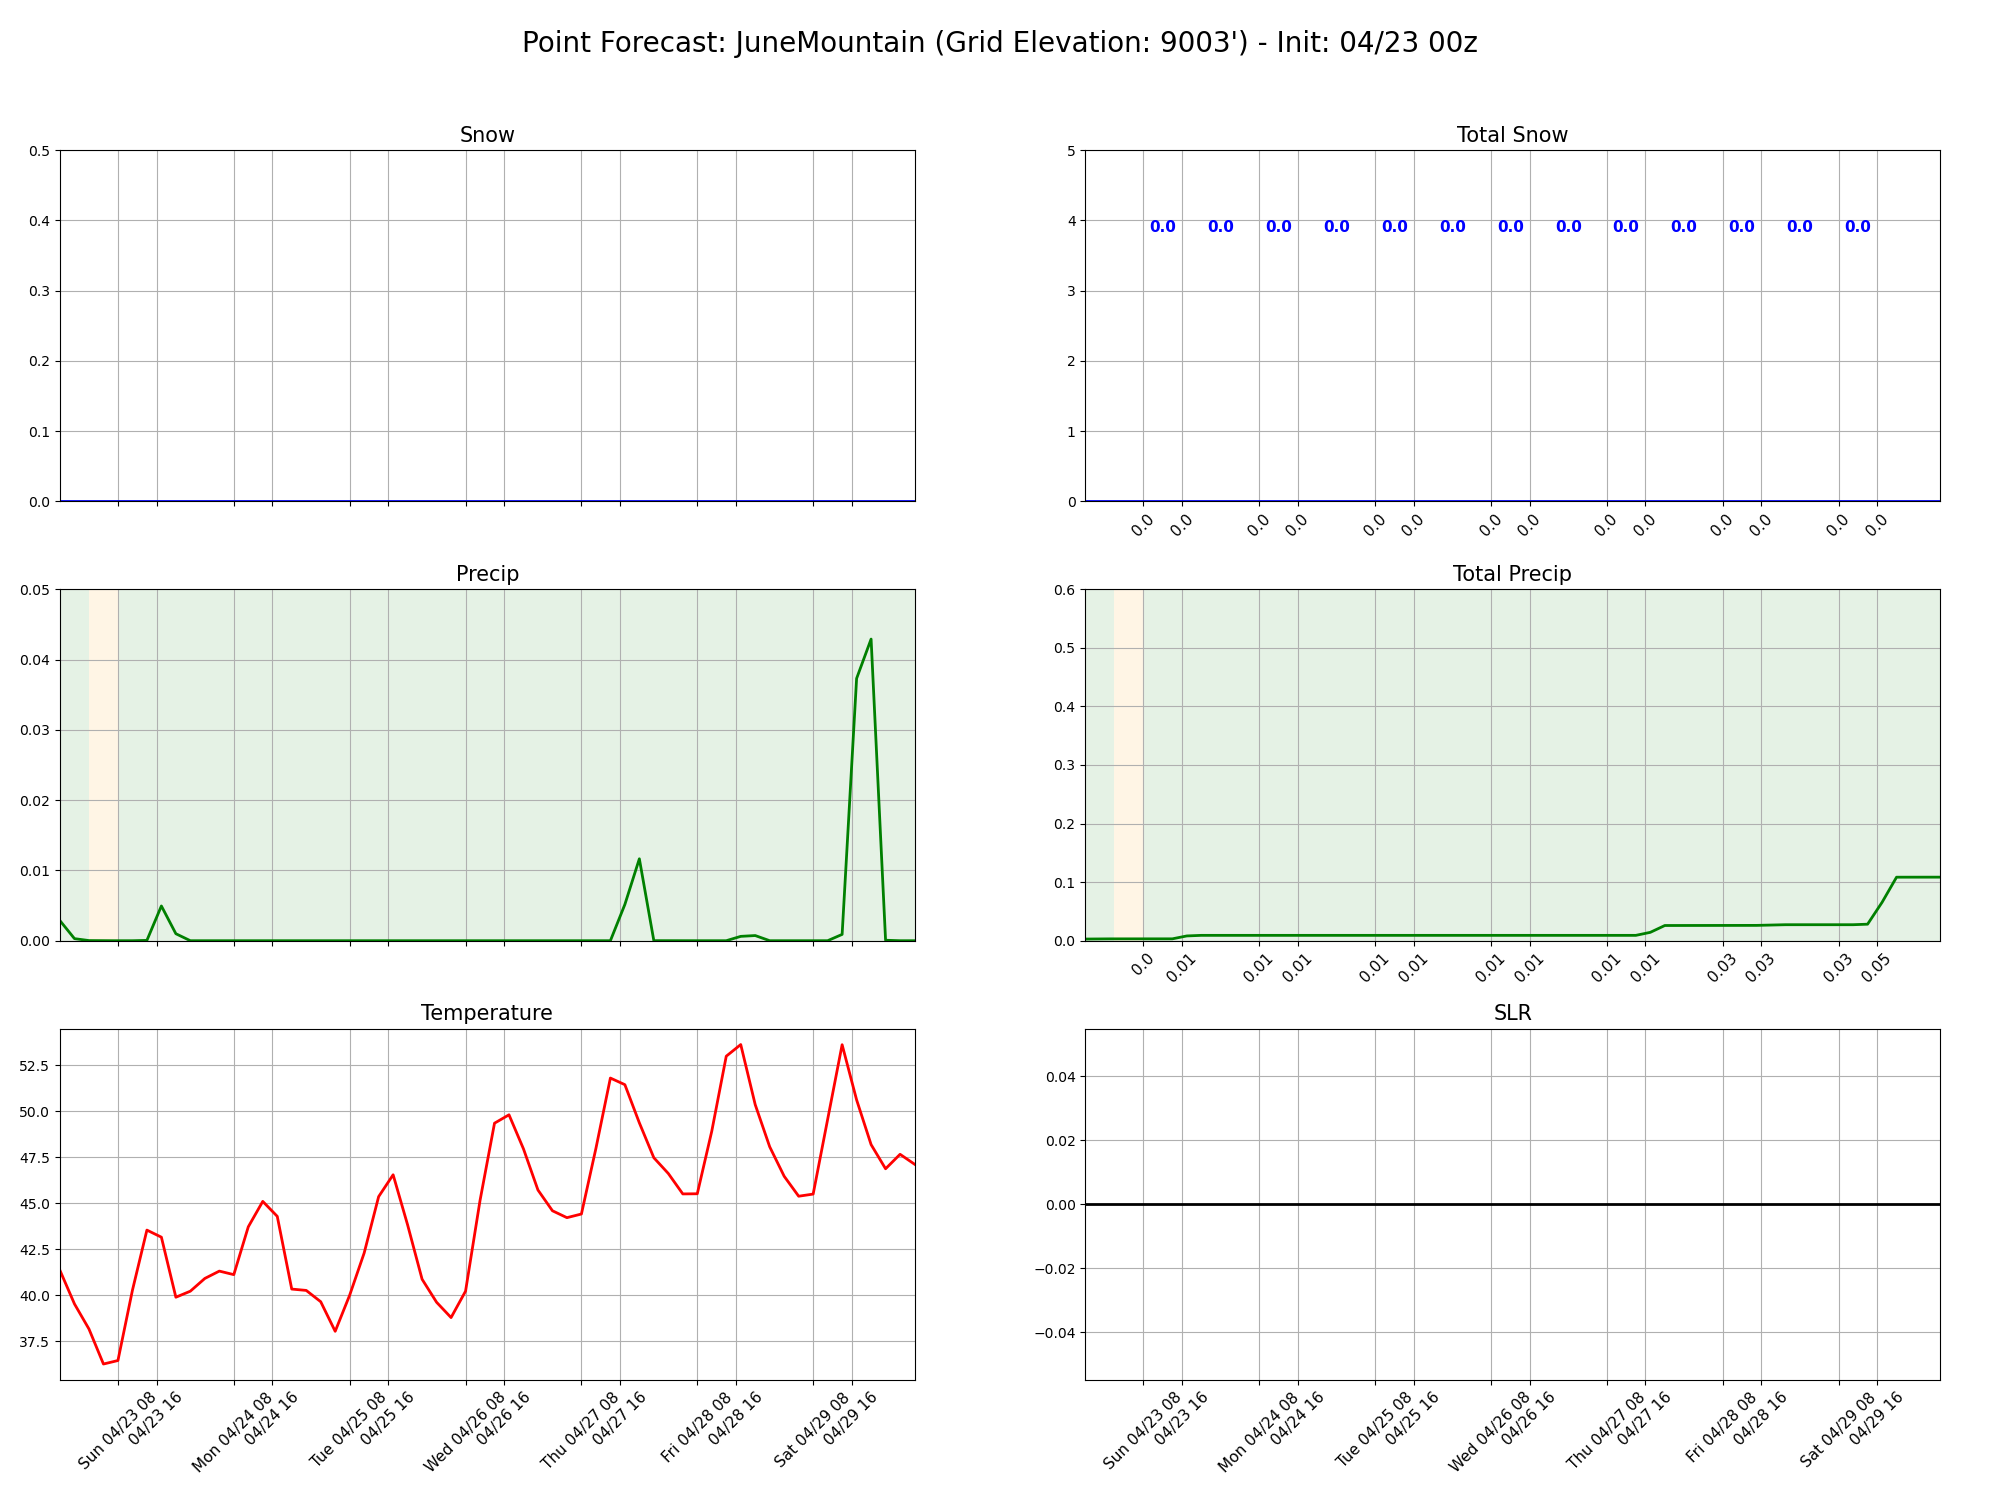 Point Forecast: JuneMountain (Grid Elevation: 9003') - Init: 04/23 00z
Snow
0.5
0.4
0.3
0.2
0.1
0.0
Total Snow
5
4
3
2
1
0
0.0 0.0 0.0 0.0 0.0 0.0 0.0 0.0 0.0 0.0 0.0 0.0 0.0
0.0 0.0 0.0 0.0 0.0 0.0 0.0 0.0 0.0 0.0 0.0 0.0 0.0 0.0
Precip
0.05
0.04
0.03
0.02
0.01
0.00
Total Precip
0.6
0.5
0.4
0.3
0.2
0.1
0.0
0.0 0.01 0.01 0.01 0.01 0.01 0.01 0.01 0.01 0.01 0.03 0.03 0.03 0.05
Temperature
52.5
50.0
47.5
45.0
42.5
40.0
37.5
Sun 04/23 08
04/23 16
Mon 04/24 08
04/24 16
Tue 04/25 08
04/25 16
Wed 04/26 08
04/26 16
Thu 04/27 08
04/27 16
Fri 04/28 08
04/28 16
Sat 04/29 08
04/29 16
SLR
0.04
0.02
0.00
−0.02
−0.04
Sun 04/23 08
04/23 16
Mon 04/24 08
04/24 16
Tue 04/25 08
04/25 16
Wed 04/26 08
04/26 16
Thu 04/27 08
04/27 16
Fri 04/28 08
04/28 16
Sat 04/29 08
04/29 16